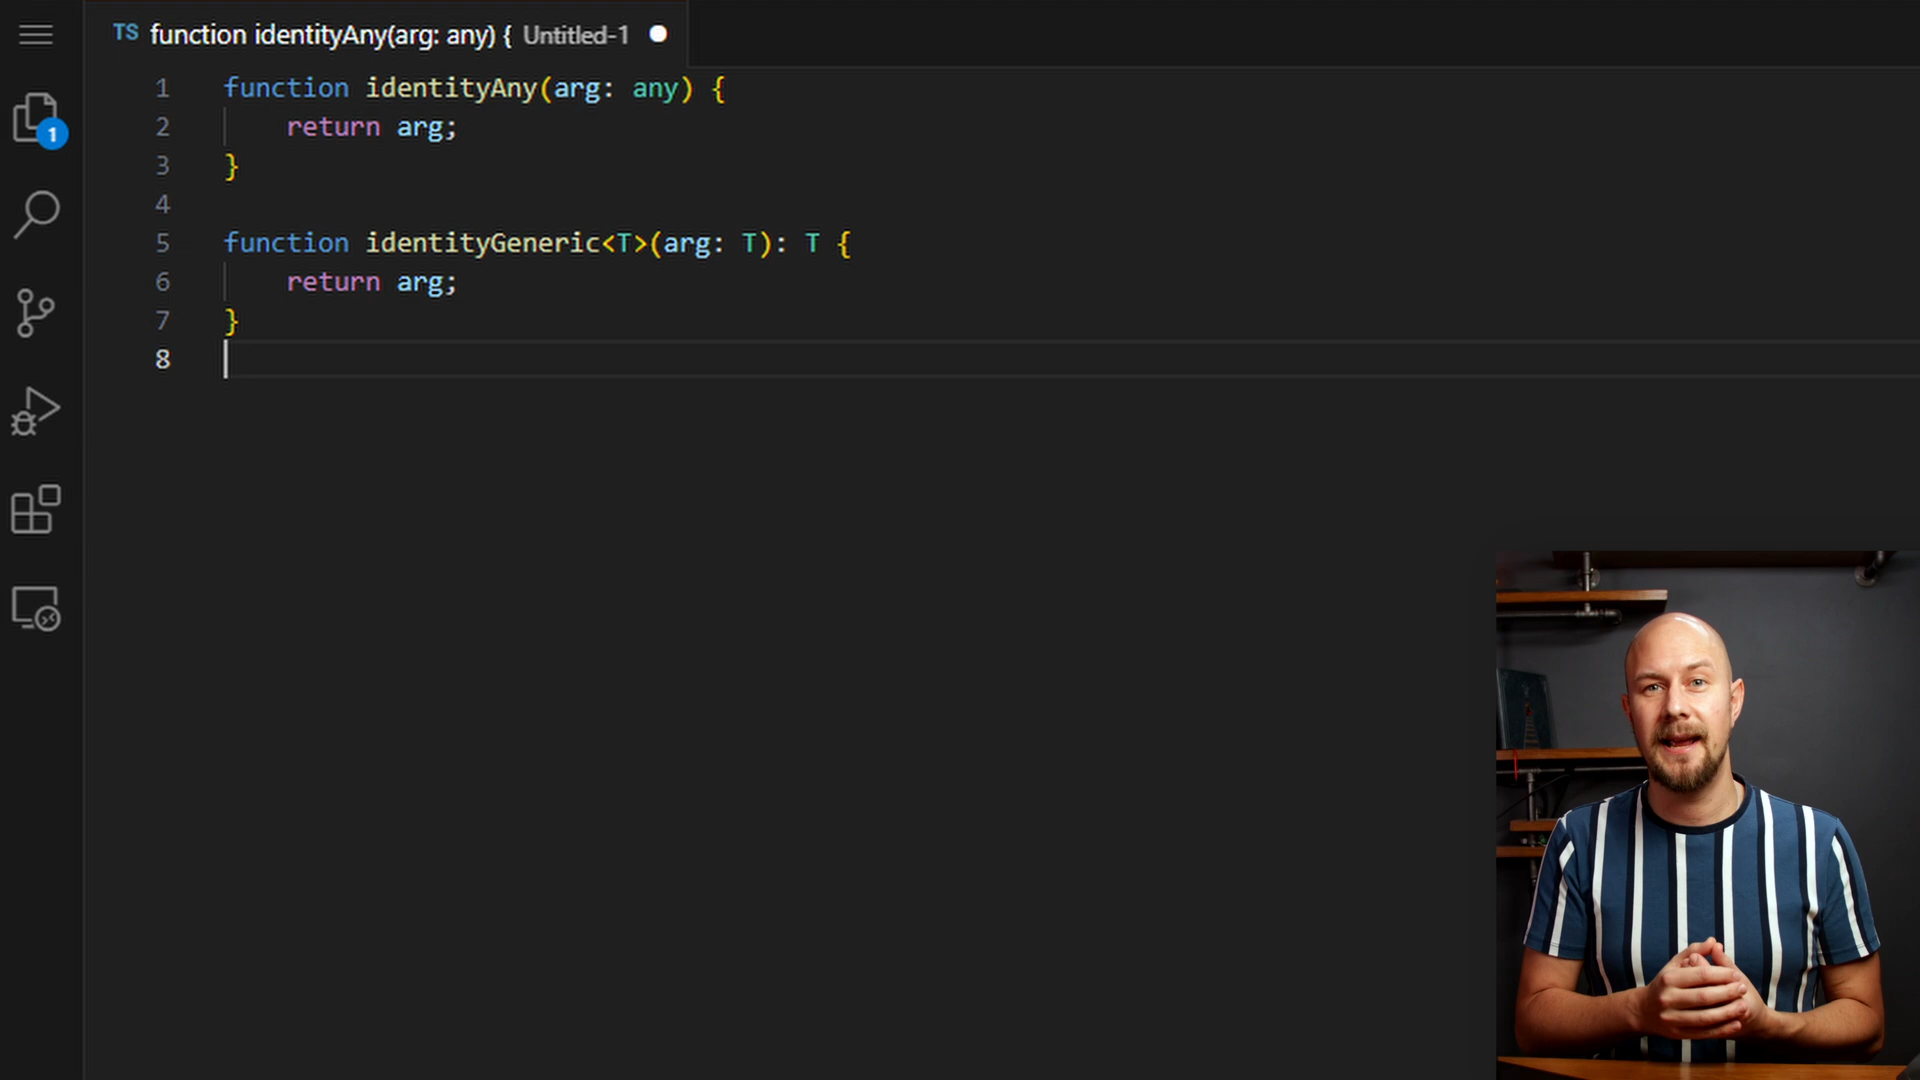 TS function identityAny(arg: any) { Untitled-1
1 function identityAny(arg: any) {
1
2 return arg;
3 }
4
5 function identityGeneric<T>(arg: T): T {
6 return arg;
7 }
8